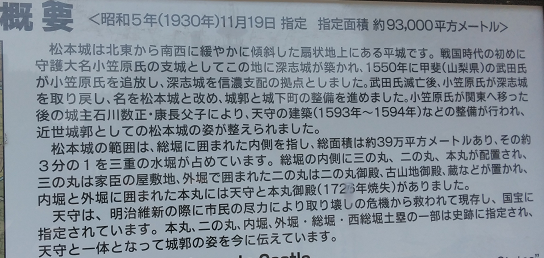 概要 <昭和5年(1930年)11月19日 指定 指定面積 約93,000平方メートル>
松本城は北東から南西に緩やかに傾斜した扇状地上にある平城です。戦国時代の初めに
守護大名小笠原氏の支城としてこの地に深志城が築かれ、1550年に甲斐(山梨県)の武田氏
が小笠原氏を追放し、深志城を信濃支配の拠点としました。武田氏滅亡後、小笠原氏が深志城
を取り戻し、名を松本城と改め、城郭と城下町の整備を進めました。小笠原氏が関東へ移った
後の城主石川数正・康長父子により、天守の建築(1593年～1594年)などの整備が行われ、
近世城郭としての松本城の姿が整えられました。
松本城の範囲は、総堀に囲まれた内側を指し、総面積は約39万平方メートルあり、その約
3分の1を三重の水堀が占めています。総堀の内側に三の丸、二の丸、本丸が配置され、
三の丸は家臣の屋敷地、外堀で囲まれた二の丸は二の丸御殿、古山地御殿、蔵などが置かれ、
内堀と外堀に囲まれた本丸には天守と本丸御殿(172 年焼失)がありました。
天守は、明治維新の際に市民の尽力により取り壊しの危機から救われて現存し、国宝に
指定されています。本丸、二の丸、内堀、外堀・総堀・西総堀土塁の一部は史跡に指定され、
天守と一体となって城郭の姿を今に伝えています。